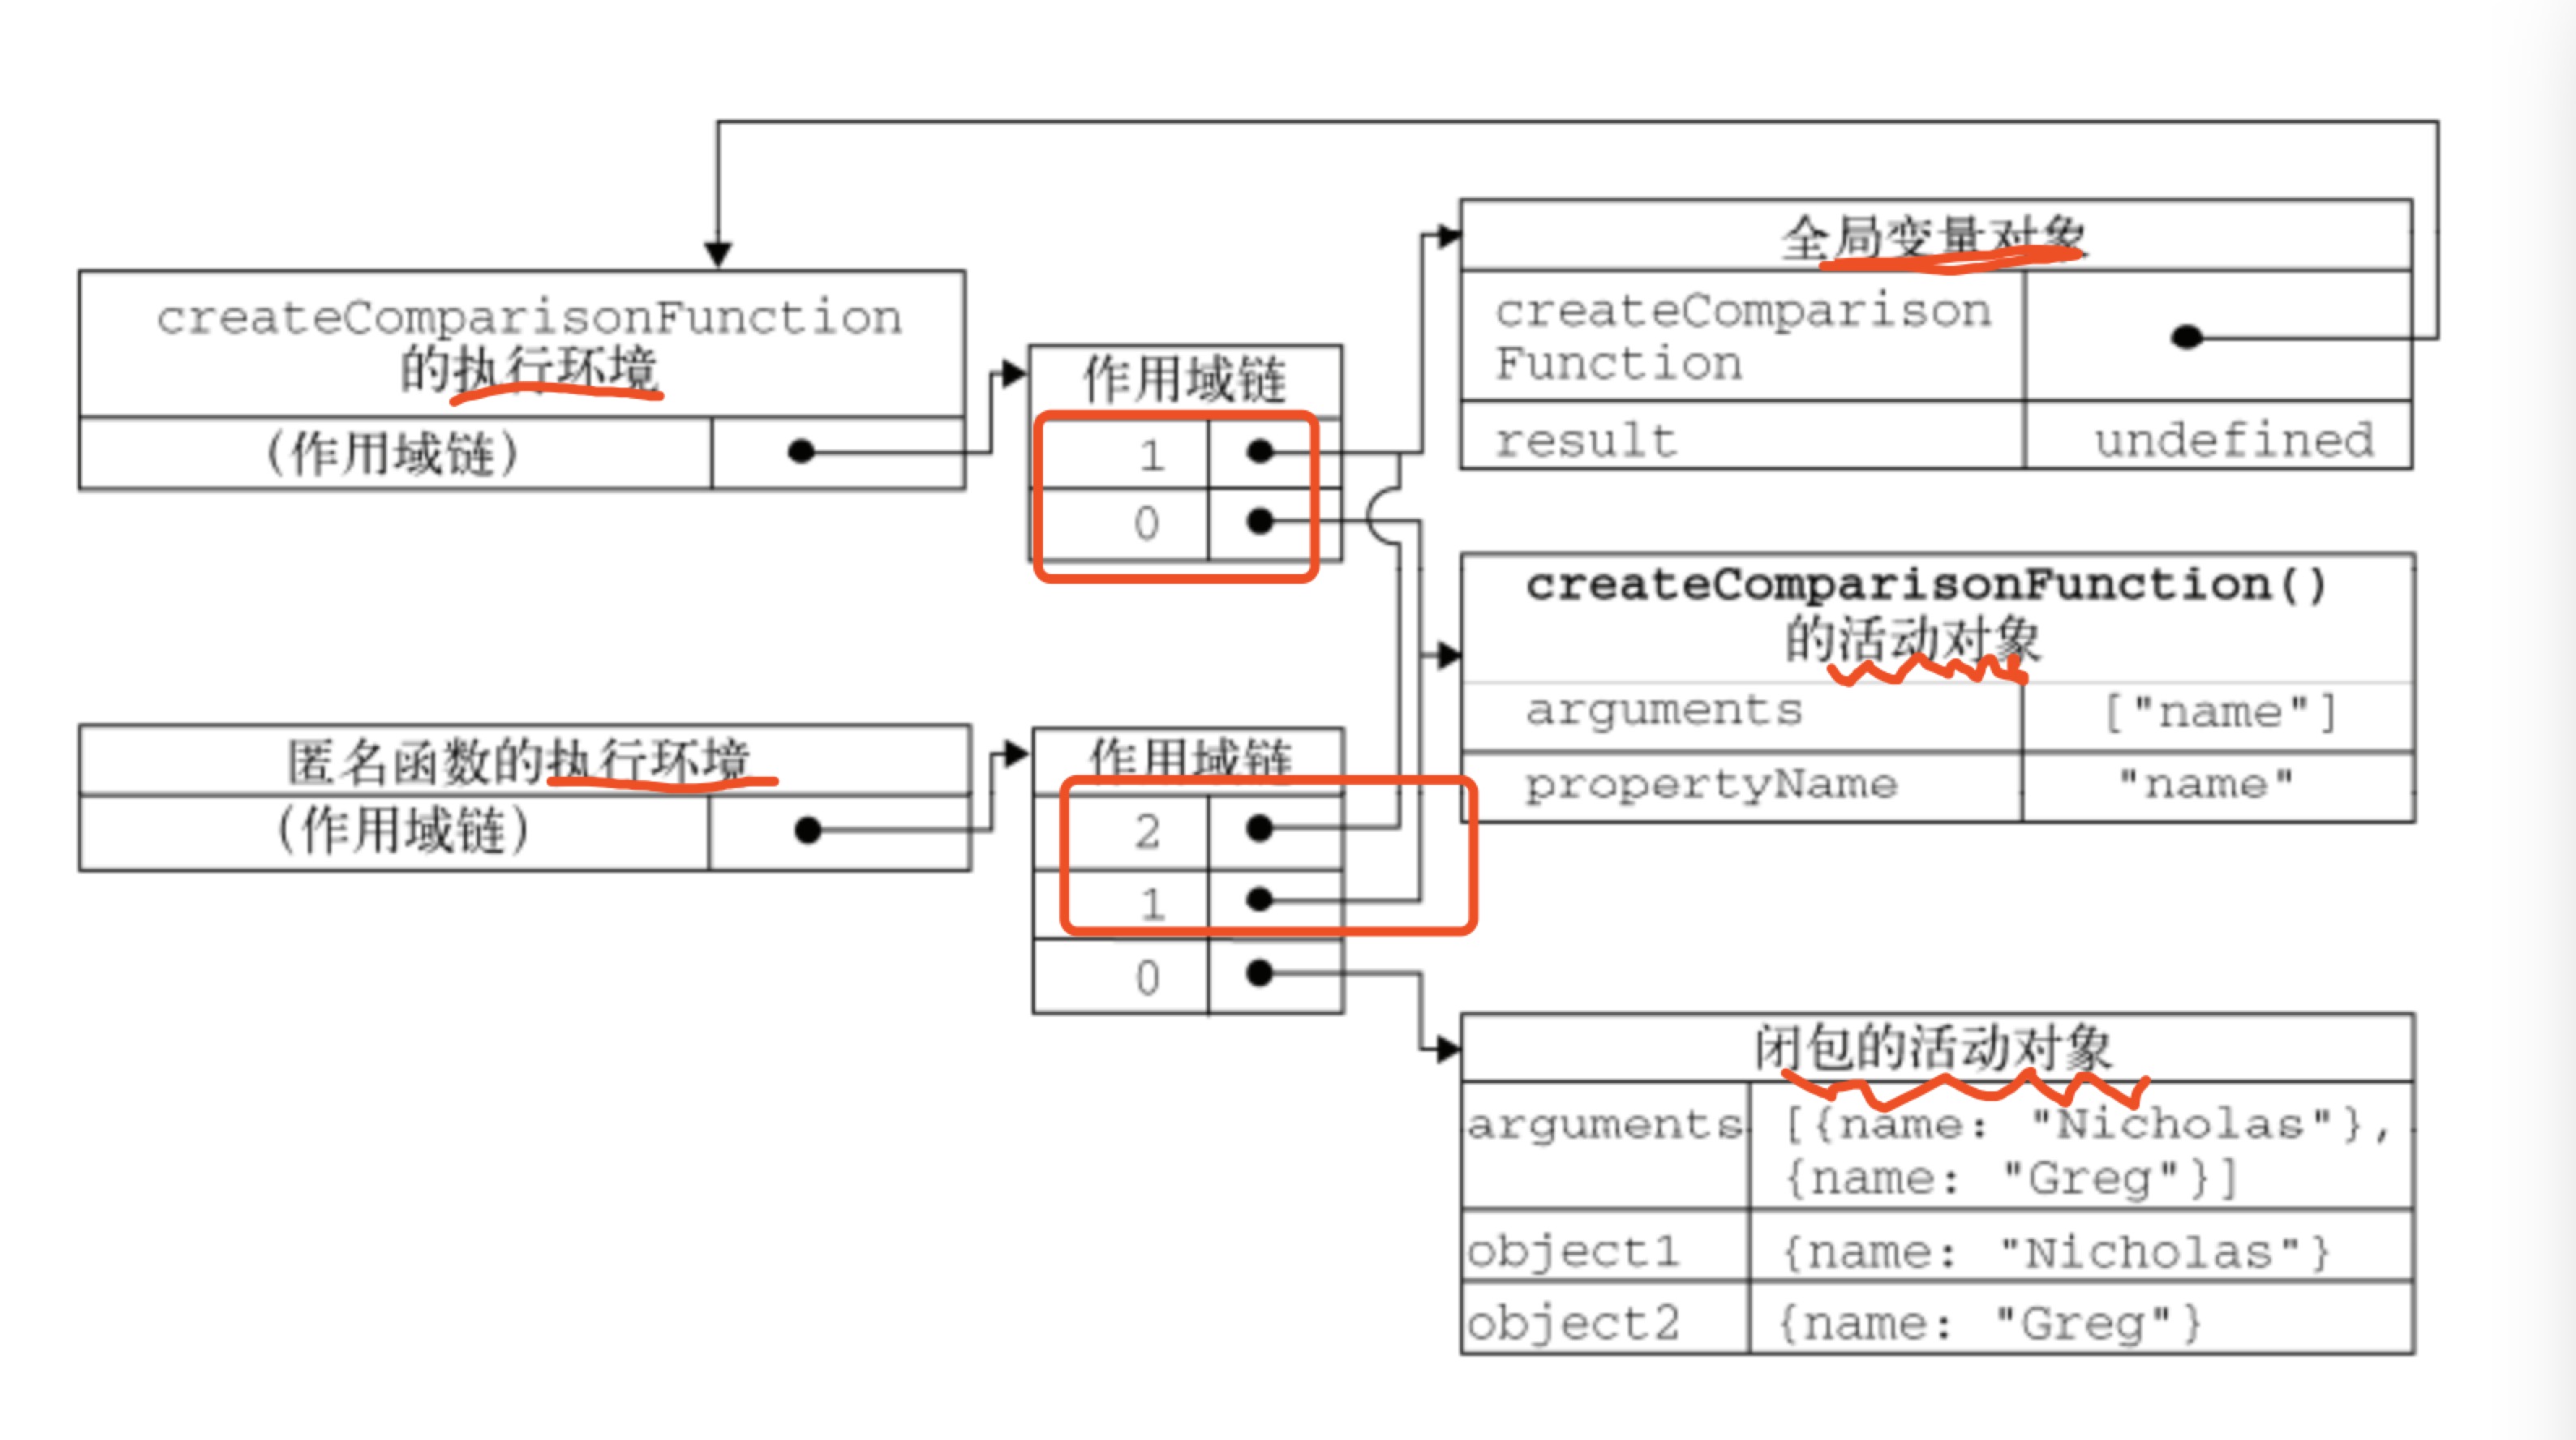 全局变量对象
createComparison
Function
result
undefined
createComparisonFunction
的执行环境
(作用域链)
作用域链
1
0
createComparisonFunction()
的活动对象
arguments
["name"]
propertyName
"name"
匿名函数的执行环境
(作用域链)
作用域链
2
1
0
闭包的活动对象
arguments
[{name: "Nicholas"},
{name: "Greg"}]
object1
{name: "Nicholas"}
object2
{name: "Greg"}